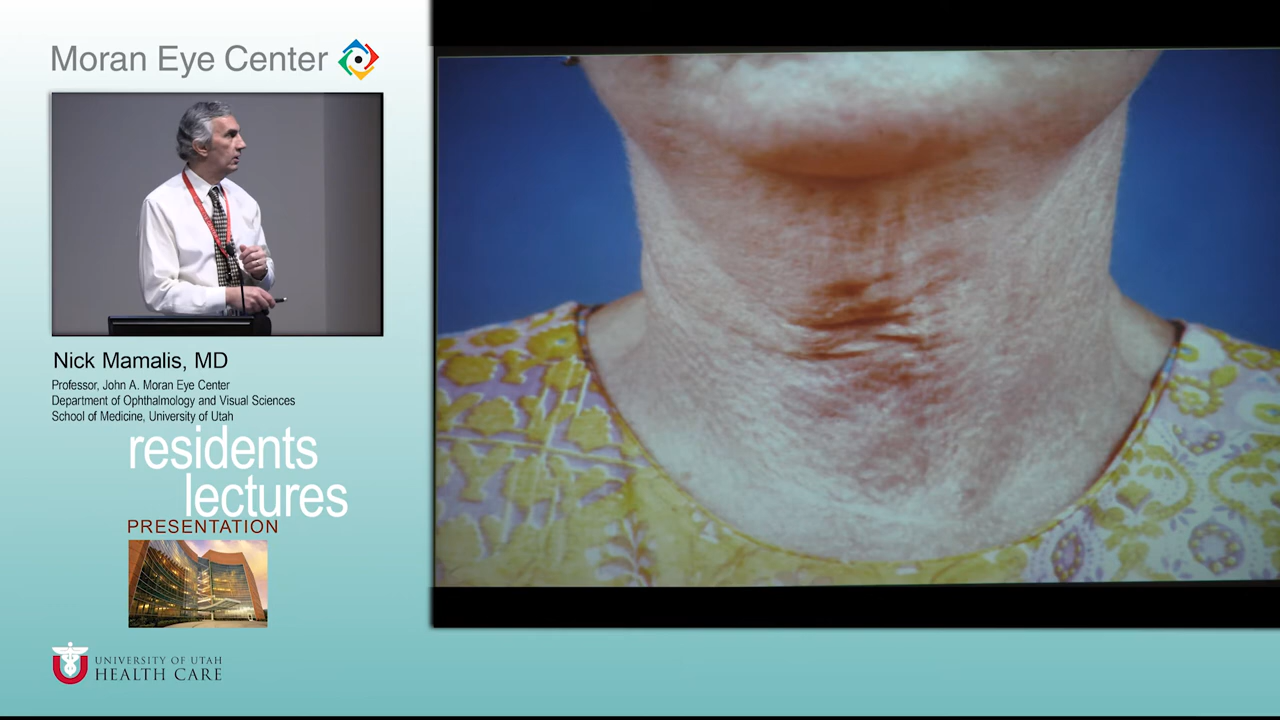 Moran Eye Center
Nick Mamalis, MD
Professor, John A. Moran Eye Center
Department of Ophthalmology and Visual Sciences
School of Medicine, University of Utah
residents
lectures
PRESENTATION
UNIVERSITY OF UTAH
HEALTH CARE